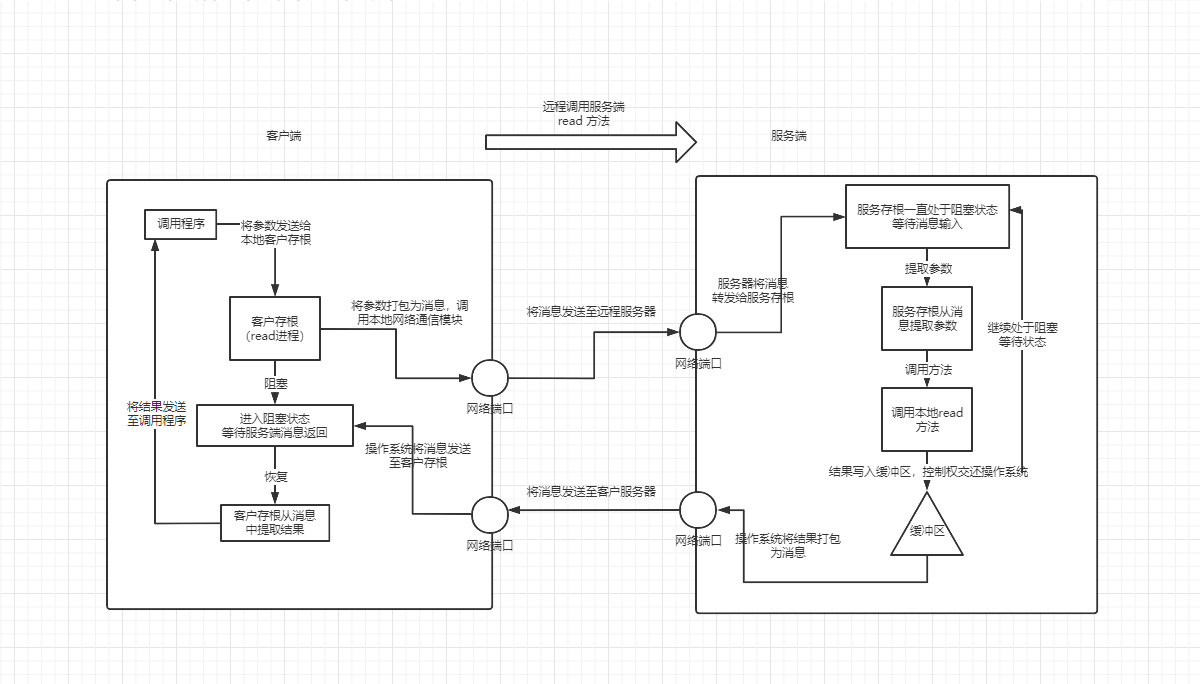 远程调用服务端
read 方法
客户端
服务端
调用程序
将参数发送给
本地客户存根
客户存根
（read进程）
将参数打包为消息，调
用本地网络通信模块
阻塞
进入阻塞状态
等待服务端消息返回
将结果发送
至调用程序
恢复
客户存根从消息
中提取结果
网络端口
操作系统将消息发送
至客户存根
网络端口
将消息发送至远程服务器
将消息发送至客户服务器
网络端口
服务器将消息
转发给服务存根
服务存根一直处于阻塞状态
等待消息输入
提取参数
服务存根从消
息提取参数
继续处于阻塞
等待状态
调用方法
调用本地read
方法
结果写入缓冲区，控制权交还操作系统
缓冲区
网络端口
操作系统将结果打包
为消息